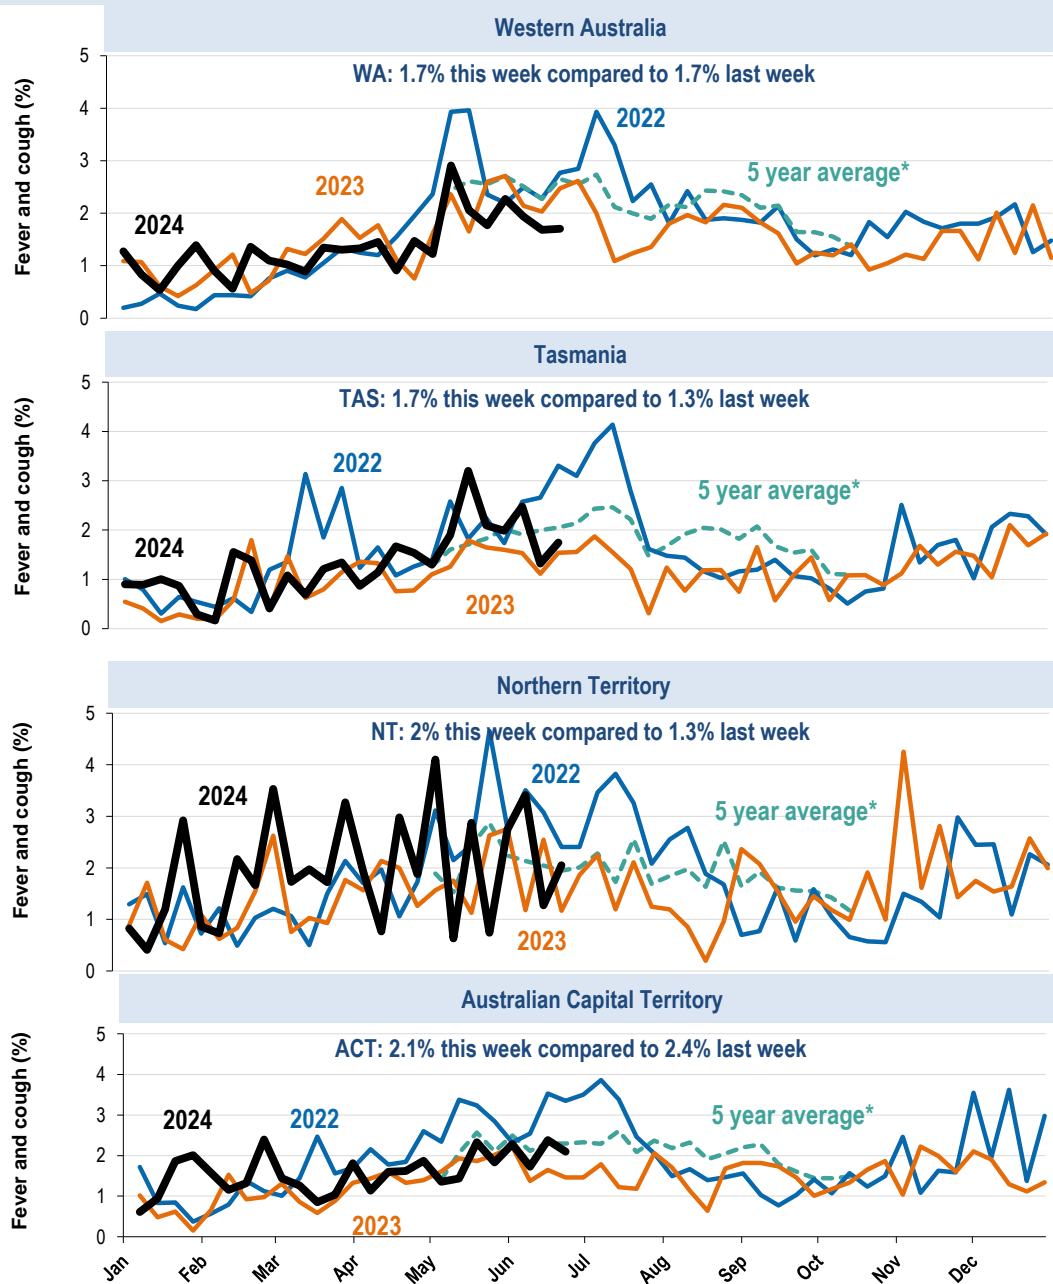 Western Australia
Fever and cough (%)
5
4
3
2
1
0
WA: 1.7% this week compared to 1.7% last week
2022
5 year average*
2023
2024
Tasmania
Fever and cough (%)
5
4
3
2
1
0
TAS: 1.7% this week compared to 1.3% last week
2022
5 year average*
2024
2023
Northern Territory
Fever and cough (%)
5
4
3
2
1
0
NT: 2% this week compared to 1.3% last week
2022
2024
5 year average*
2023
Australian Capital Territory
Fever and cough (%)
5
4
3
2
1
0
ACT: 2.1% this week compared to 2.4% last week
2024
2022
5 year average*
2023
Jan
Feb
Mar
Apr
May
Jun
Jul
Aug
Sep
Oct
Nov
Dec